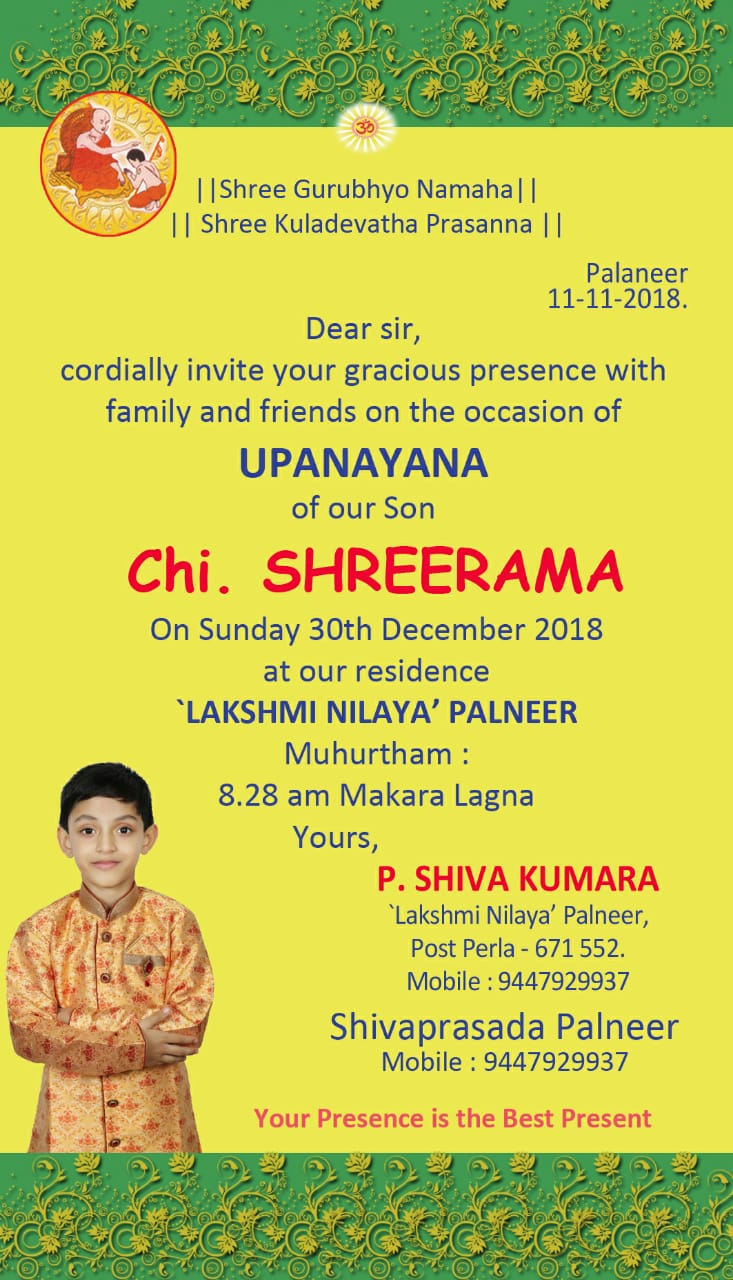 ॐ
||Shree Gurubhyo Namaha||
|| Shree Kuladevatha Prasanna ||
Palaneer
11-11-2018.
Dear sir,
cordially invite your gracious presence with
family and friends on the occasion of
UPANAYANA
of our Son
Chi. SHREERAMA
On Sunday 30th December 2018
at our residence
`LAKSHMI NILAYA’ PALNEER
Muhurtham :
8.28 am Makara Lagna
Yours,
P. SHIVA KUMARA
`Lakshmi Nilaya’ Palneer,
Post Perla - 671 552.
Mobile : 9447929937
Shivaprasada Palneer
Mobile : 9447929937
Your Presence is the Best Present